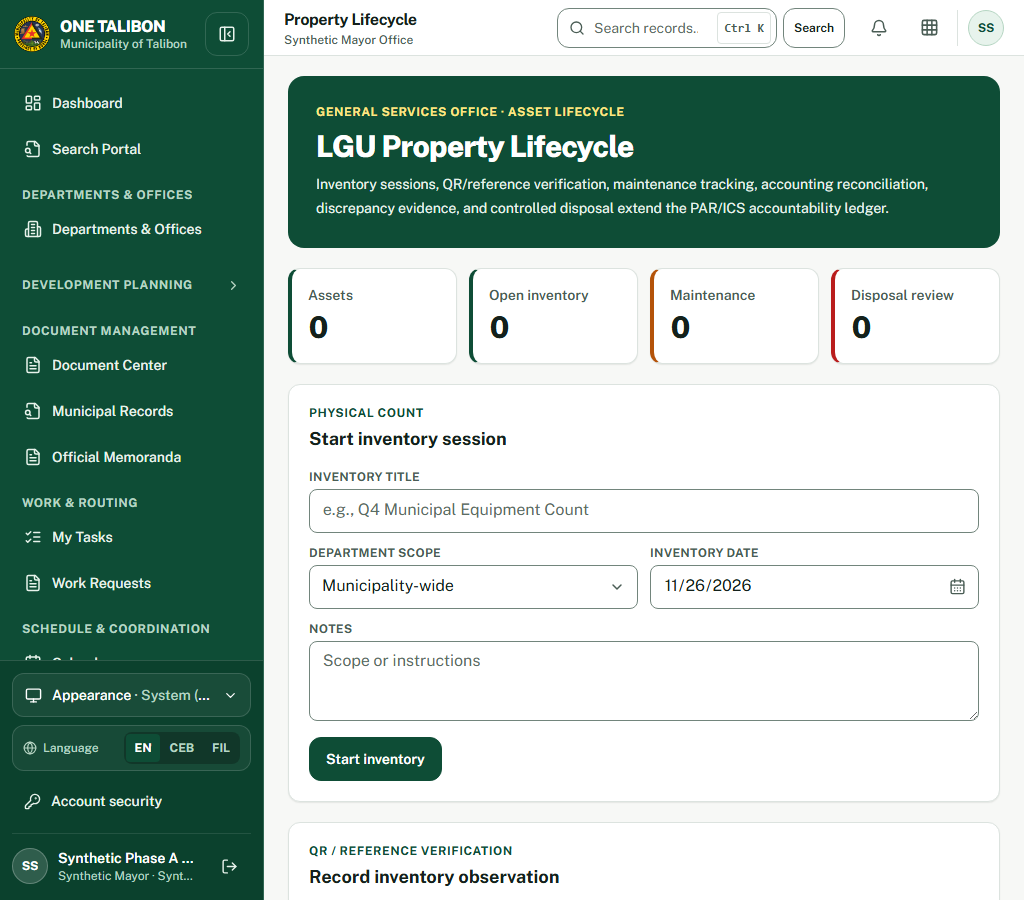 ONE TALIBON
Municipality of Talibon
Dashboard
Search Portal
DEPARTMENTS & OFFICES
Departments & Offices
DEVELOPMENT PLANNING
DOCUMENT MANAGEMENT
Document Center
Municipal Records
Official Memoranda
WORK & ROUTING
My Tasks
Work Requests
SCHEDULE & COORDINATION
Appearance · System (...
Language EN CEB FIL
Account security
SS
Synthetic Phase A ...
Synthetic Mayor · Synt...
Property Lifecycle
Synthetic Mayor Office
Search records.. Ctrl K Search SS
GENERAL SERVICES OFFICE · ASSET LIFECYCLE
LGU Property Lifecycle
Inventory sessions, QR/reference verification, maintenance tracking, accounting reconciliation,
discrepancy evidence, and controlled disposal extend the PAR/ICS accountability ledger.
Assets
0
Open inventory
0
Maintenance
0
Disposal review
0
PHYSICAL COUNT
Start inventory session
INVENTORY TITLE
e.g., Q4 Municipal Equipment Count
DEPARTMENT SCOPE
Municipality-wide
INVENTORY DATE
11/26/2026
NOTES
Scope or instructions
Start inventory
QR / REFERENCE VERIFICATION
Record inventory observation